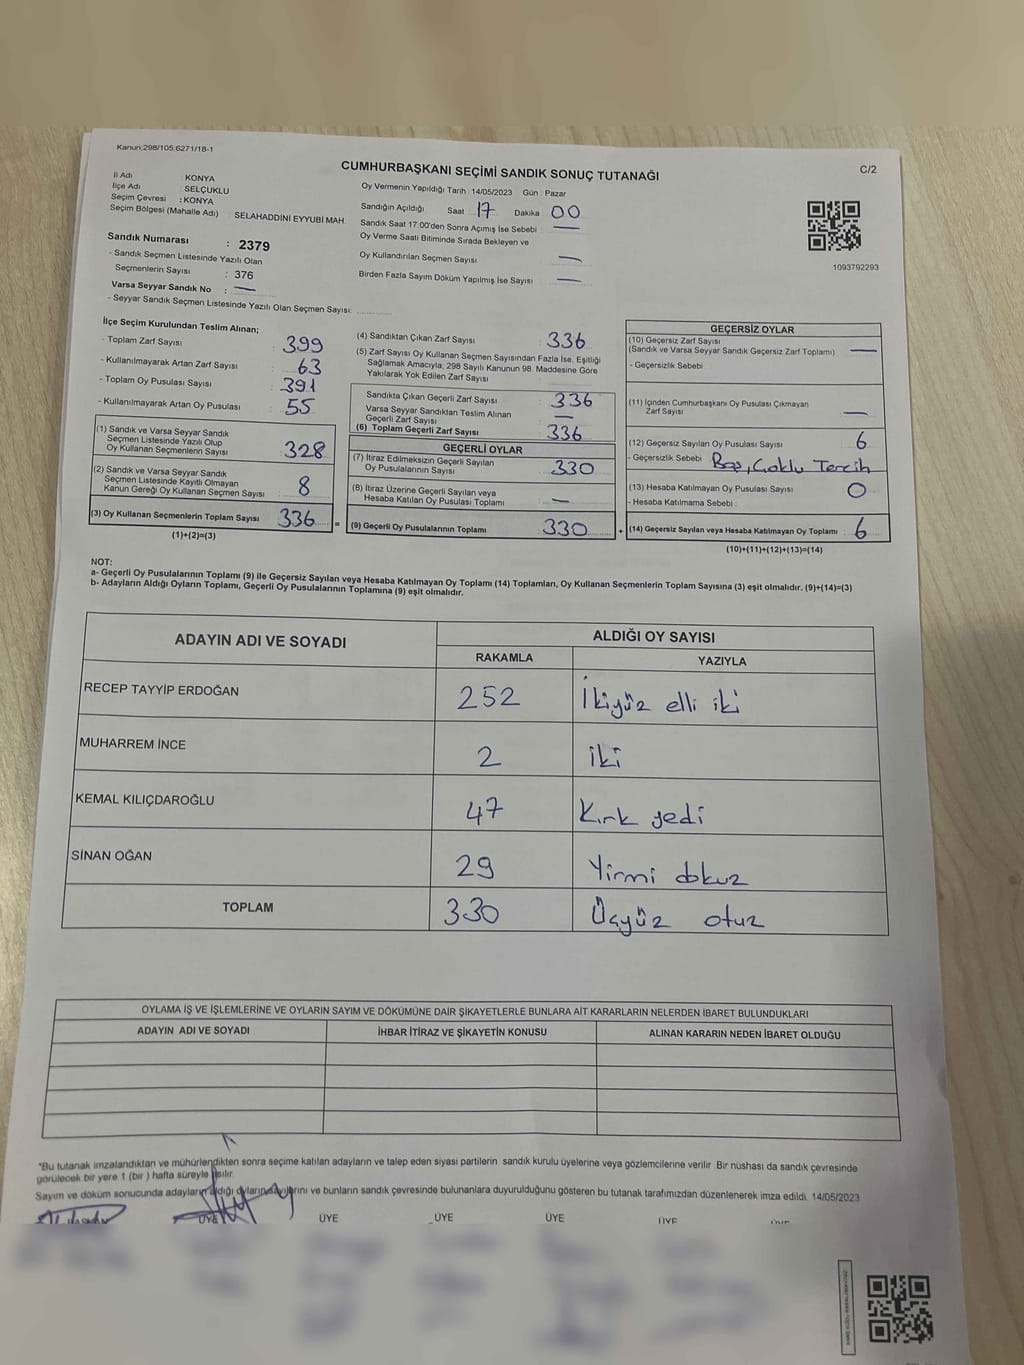 Kanun;298/105,6271/18-1
CUMHURBAŞKANI SEÇİMİ SANDIK SONUÇ TUTANAĞI
C/2
İl Adı KONYA
İlçe Adı SELÇUKLU
Seçim Çevresi : KONYA
Seçim Bölgesi (Mahalle Adı) : SELAHADDİNİ EYYUBİ MAH.
Oy Vermenin Yapıldığı Tarih : 14/05/2023 Gün : Pazar
Sandığın Açıldığı Saat 17 Dakika 00
Sandık Saat 17:00'den Sonra Açılmış İse Sebebi : —
Oy Verme Saati Bitiminde Sırada Bekleyen ve
Oy Kullandırılan Seçmen Sayısı —
Birden Fazla Sayım Döküm Yapılmış İse Sayısı : —
1093792293
Sandık Numarası : 2379
- Sandık Seçmen Listesinde Yazılı Olan
Seçmenlerin Sayısı : 376
Varsa Seyyar Sandık No : —
- Seyyar Sandık Seçmen Listesinde Yazılı Olan Seçmen Sayısı:
İlçe Seçim Kurulundan Teslim Alınan;
- Toplam Zarf Sayısı : 399
- Kullanılmayarak Artan Zarf Sayısı : 63
- Toplam Oy Pusulası Sayısı : 391
- Kullanılmayarak Artan Oy Pusulası : 55
(1) Sandık ve Varsa Seyyar Sandık
Seçmen Listesinde Yazılı Olup
Oy Kullanan Seçmenlerin Sayısı 328
(2) Sandık ve Varsa Seyyar Sandık
Seçmen Listesinde Kayıtlı Olmayan
Kanun Gereği Oy Kullanan Seçmen Sayısı 8
(3) Oy Kullanan Seçmenlerin Toplam Sayısı 336 =
(1)+(2)=(3)
(4) Sandıktan Çıkan Zarf Sayısı : 336
(5) Zarf Sayısı Oy Kullanan Seçmen Sayısından Fazla İse, Eşitliği
Sağlamak Amacıyla; 298 Sayılı Kanunun 98. Maddesine Göre
Yakılarak Yok Edilen Zarf Sayısı :
Sandıkta Çıkan Geçerli Zarf Sayısı : 336
Varsa Seyyar Sandıktan Teslim Alınan
Geçerli Zarf Sayısı : —
(6) Toplam Geçerli Zarf Sayısı : 336
GEÇERLİ OYLAR
(7) İtiraz Edilmeksizin Geçerli Sayılan
Oy Pusulalarının Sayısı : 330
(8) İtiraz Üzerine Geçerli Sayılan veya
Hesaba Katılan Oy Pusulası Toplamı : —
(9) Geçerli Oy Pusulalarının Toplamı : 330 +
GEÇERSİZ OYLAR
(10) Geçersiz Zarf Sayısı
(Sandık ve Varsa Seyyar Sandık Geçersiz Zarf Toplamı) : —
- Geçersizlik Sebebi :
(11) İçinden Cumhurbaşkanı Oy Pusulası Çıkmayan
Zarf Sayısı : —
(12) Geçersiz Sayılan Oy Pusulası Sayısı : 6
- Geçersizlik Sebebi : Boş, Çoklu Tercih
(13) Hesaba Katılmayan Oy Pusulası Sayısı : 0
- Hesaba Katılmama Sebebi :
(14) Geçersiz Sayılan veya Hesaba Katılmayan Oy Toplamı : 6
(10)+(11)+(12)+(13)=(14)
NOT:
a- Geçerli Oy Pusulalarının Toplamı (9) ile Geçersiz Sayılan veya Hesaba Katılmayan Oy Toplamı (14) Toplamları, Oy Kullanan Seçmenlerin Toplam Sayısına (3) eşit olmalıdır. (9)+(14)=(3)
b- Adayların Aldığı Oyların Toplamı, Geçerli Oy Pusulalarının Toplamına (9) eşit olmalıdır.
ADAYIN ADI VE SOYADI
ALDIĞI OY SAYISI
RAKAMLA YAZIYLA
RECEP TAYYİP ERDOĞAN 252 İkiyüz elli iki
MUHARREM İNCE 2 iki
KEMAL KILIÇDAROĞLU 47 Kırk yedi
SİNAN OĞAN 29 Yirmi dokuz
TOPLAM 330 Üçyüz otuz
OYLAMA İŞ VE İŞLEMLERİNE VE OYLARIN SAYIM VE DÖKÜMÜNE DAİR ŞİKAYETLERLE BUNLARA AİT KARARLARIN NELERDEN İBARET BULUNDUKLARI
ADAYIN ADI VE SOYADI İHBAR İTİRAZ VE ŞİKAYETİN KONUSU ALINAN KARARIN NEDEN İBARET OLDUĞU
*Bu tutanak imzalandıktan ve mühürlendikten sonra seçime katılan adayların ve talep eden siyasi partilerin sandık kurulu üyelerine veya gözlemcilerine verilir. Bir nüshası da sandık çevresinde
görülecek bir yere 1 (bir ) hafta süreyle asılır.
Sayım ve döküm sonucunda adayların aldığı oyların sayılarını ve bunların sandık çevresinde bulunanlara duyurulduğunu gösteren bu tutanak tarafımızdan düzenlenerek imza edildi. 14/05/2023
ÜYE ÜYE ÜYE ÜYE ÜYE